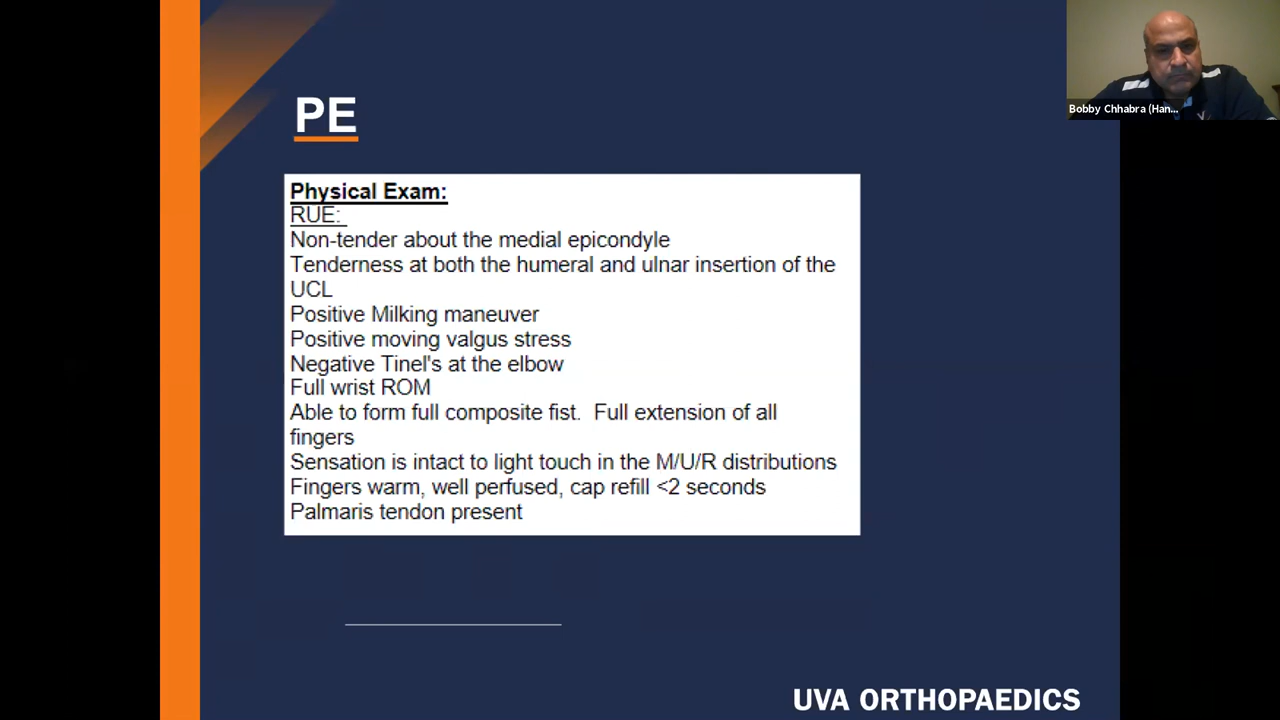 Bobby Chhabra (Han...
PE
Physical Exam:
RUE:
Non-tender about the medial epicondyle
Tenderness at both the humeral and ulnar insertion of the
UCL
Positive Milking maneuver
Positive moving valgus stress
Negative Tinel's at the elbow
Full wrist ROM
Able to form full composite fist.  Full extension of all
fingers
Sensation is intact to light touch in the M/U/R distributions
Fingers warm, well perfused, cap refill <2 seconds
Palmaris tendon present
UVA ORTHOPAEDICS